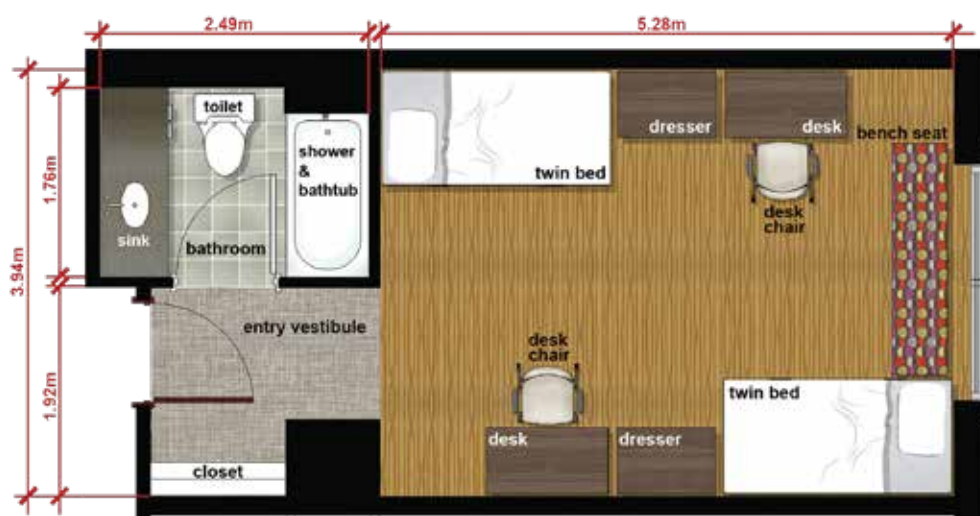 2.49m
5.28m
toilet
dresser
desk
shower
&
bathtub
bench seat
twin bed
1.76m
desk
chair
sink
bathroom
3.94m
entry vestibule
desk
chair
1.92m
twin bed
desk
dresser
closet